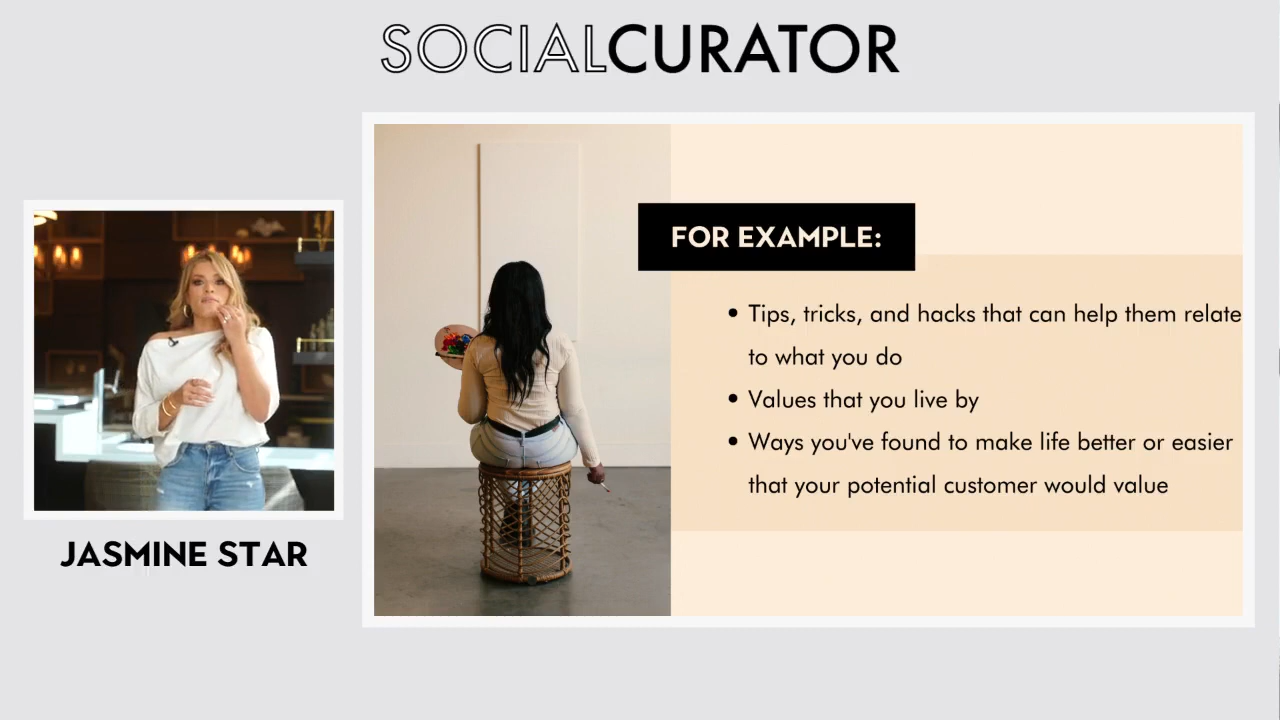 SOCIALCURATOR
FOR EXAMPLE:
• Tips, tricks, and hacks that can help them relate
to what you do
• Values that you live by
• Ways you've found to make life better or easier
that your potential customer would value
JASMINE STAR